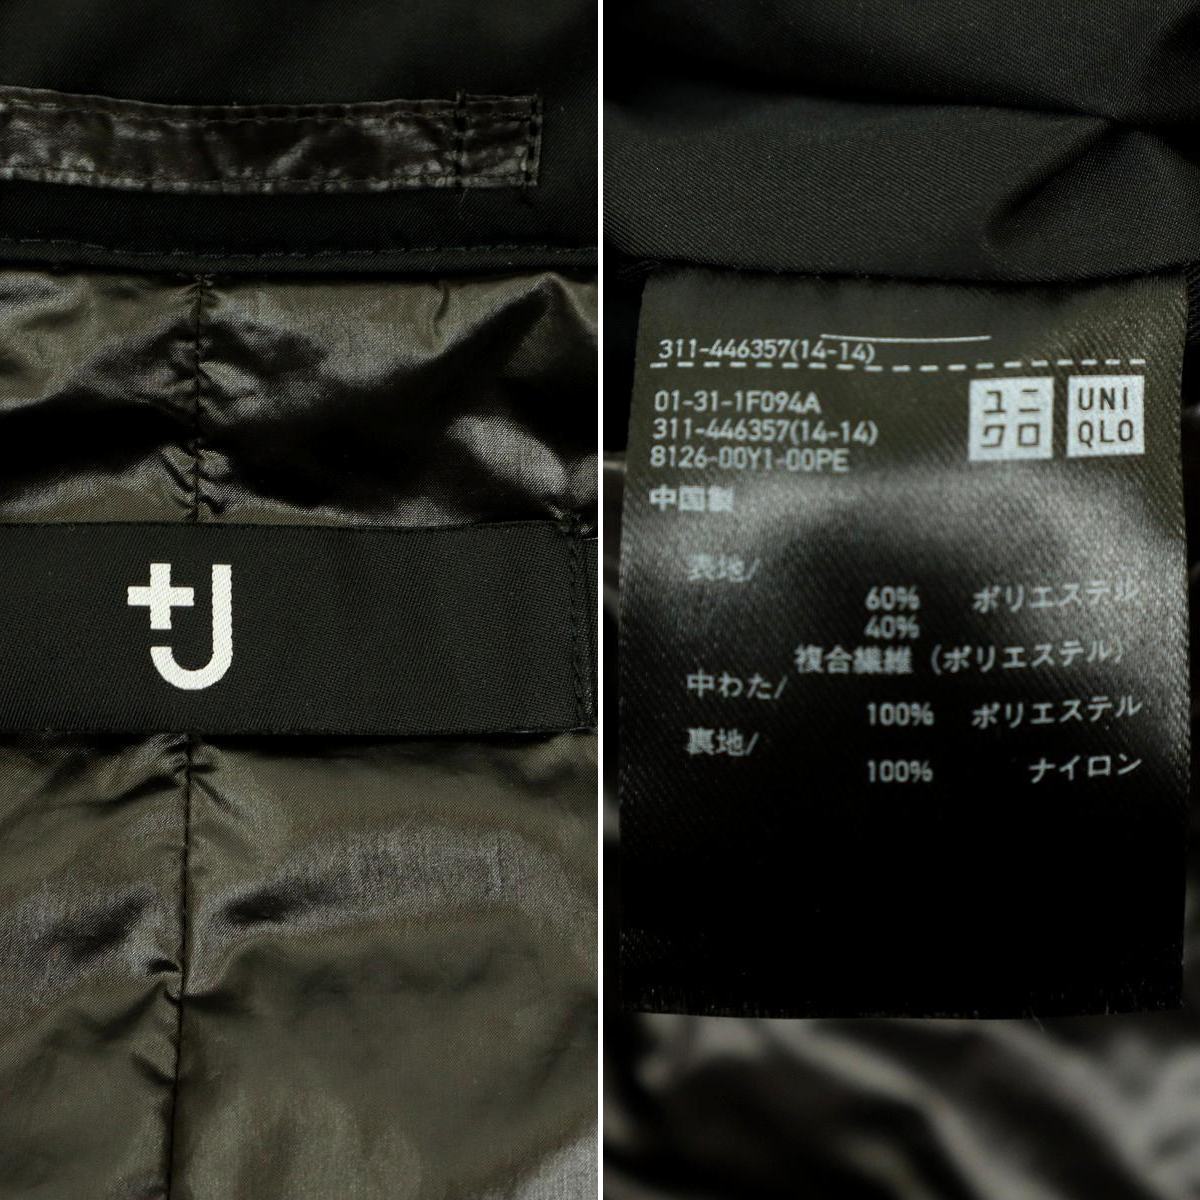 +J
311-446357(14-14)
01-31-1F094A
311-446357(14-14)
8126-00Y1-00PE
ユニ
クロ
UNI
QLO
中国製
表地/
60% ポリエステル
40%
複合繊維(ポリエステル)
中わた/
100% ポリエステル
裏地/
100% ナイロン